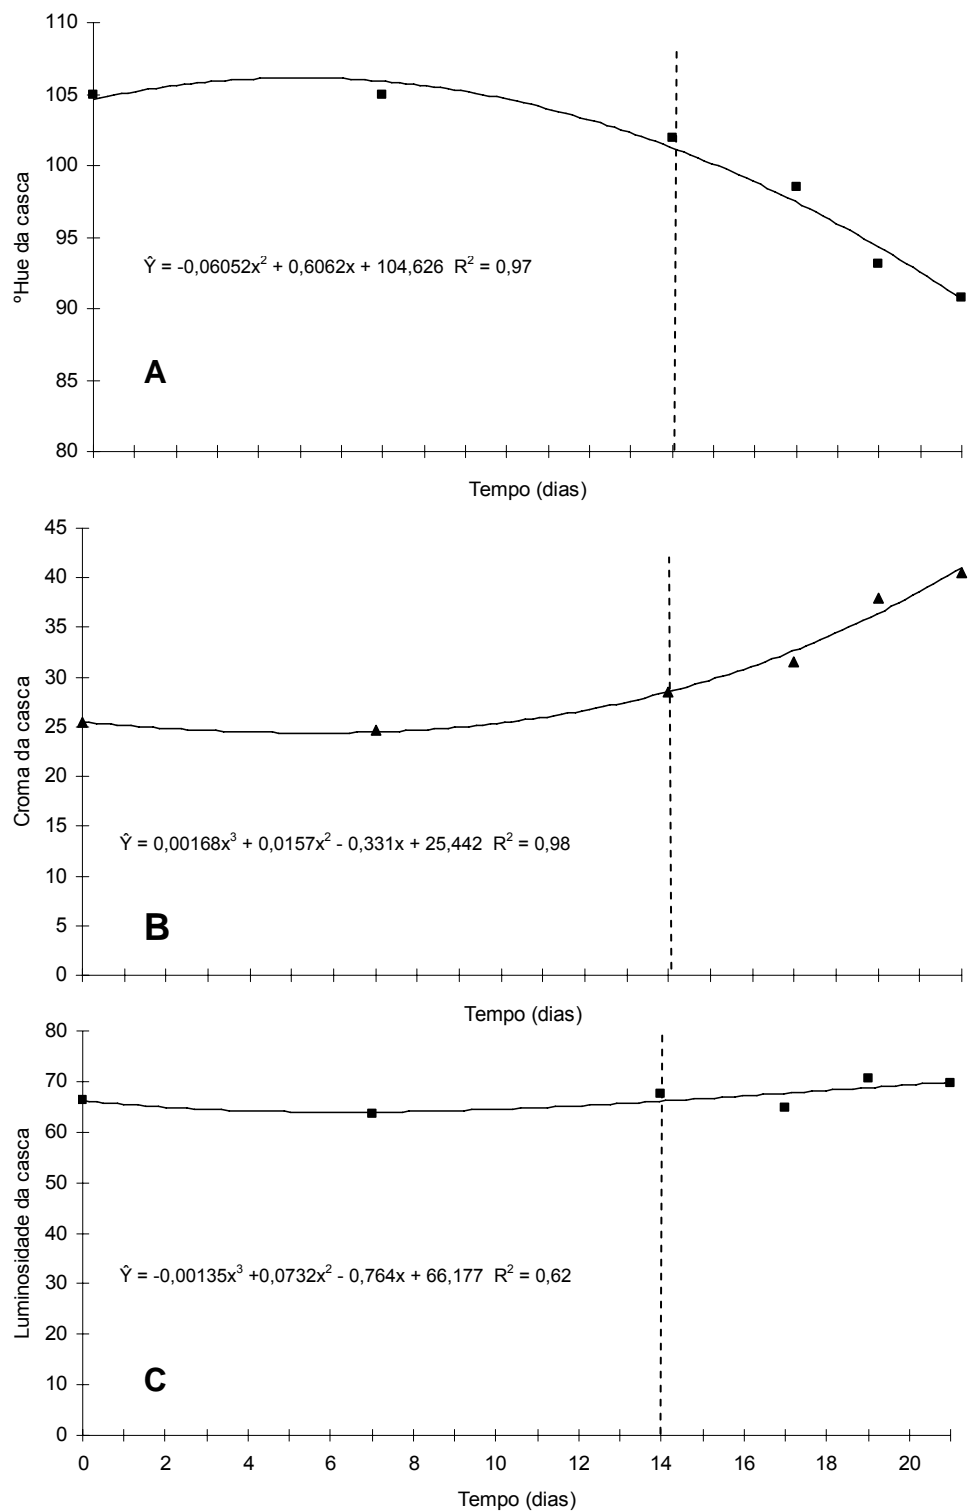 110
105
100
95
90
85
80
ºHue da casca
Ŷ = -0,06052x² + 0,6062x + 104,626 R² = 0,97
A
Tempo (dias)
45
40
35
30
25
20
15
10
5
0
Croma da casca
Ŷ = 0,00168x³ + 0,0157x² - 0,331x + 25,442 R² = 0,98
B
Tempo (dias)
80
70
60
50
40
30
20
10
0
Luminosidade da casca
Ŷ = -0,00135x³ +0,0732x² - 0,764x + 66,177 R² = 0,62
C
0 2 4 6 8 10 12 14 16 18 20
Tempo (dias)